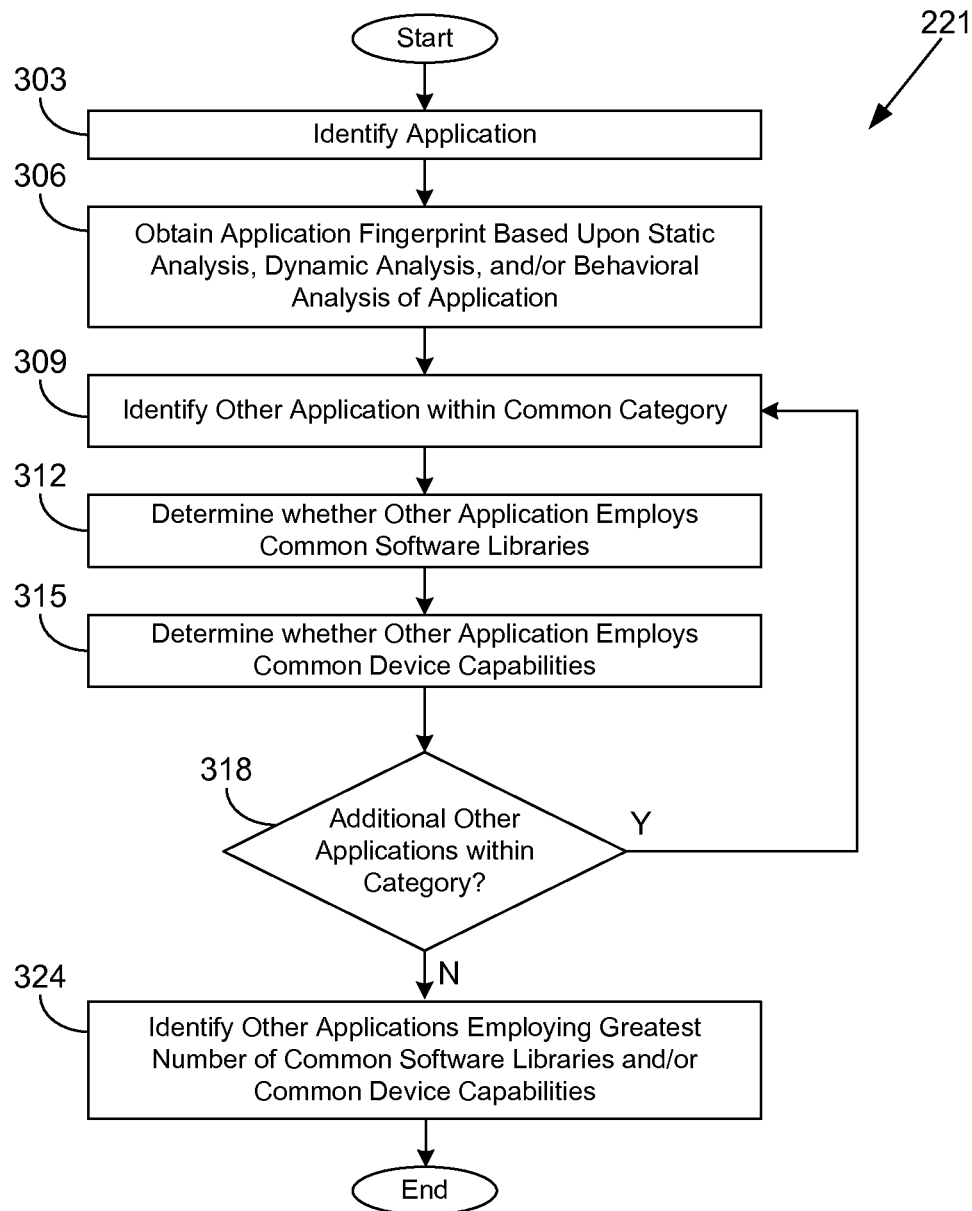 Start
221
303
Identify Application
306
Obtain Application Fingerprint Based Upon Static
Analysis, Dynamic Analysis, and/or Behavioral
Analysis of Application
309
Identify Other Application within Common Category
312
Determine whether Other Application Employs
Common Software Libraries
315
Determine whether Other Application Employs
Common Device Capabilities
318
Additional Other
Applications within
Category?
Y
N
324
Identify Other Applications Employing Greatest
Number of Common Software Libraries and/or
Common Device Capabilities
End